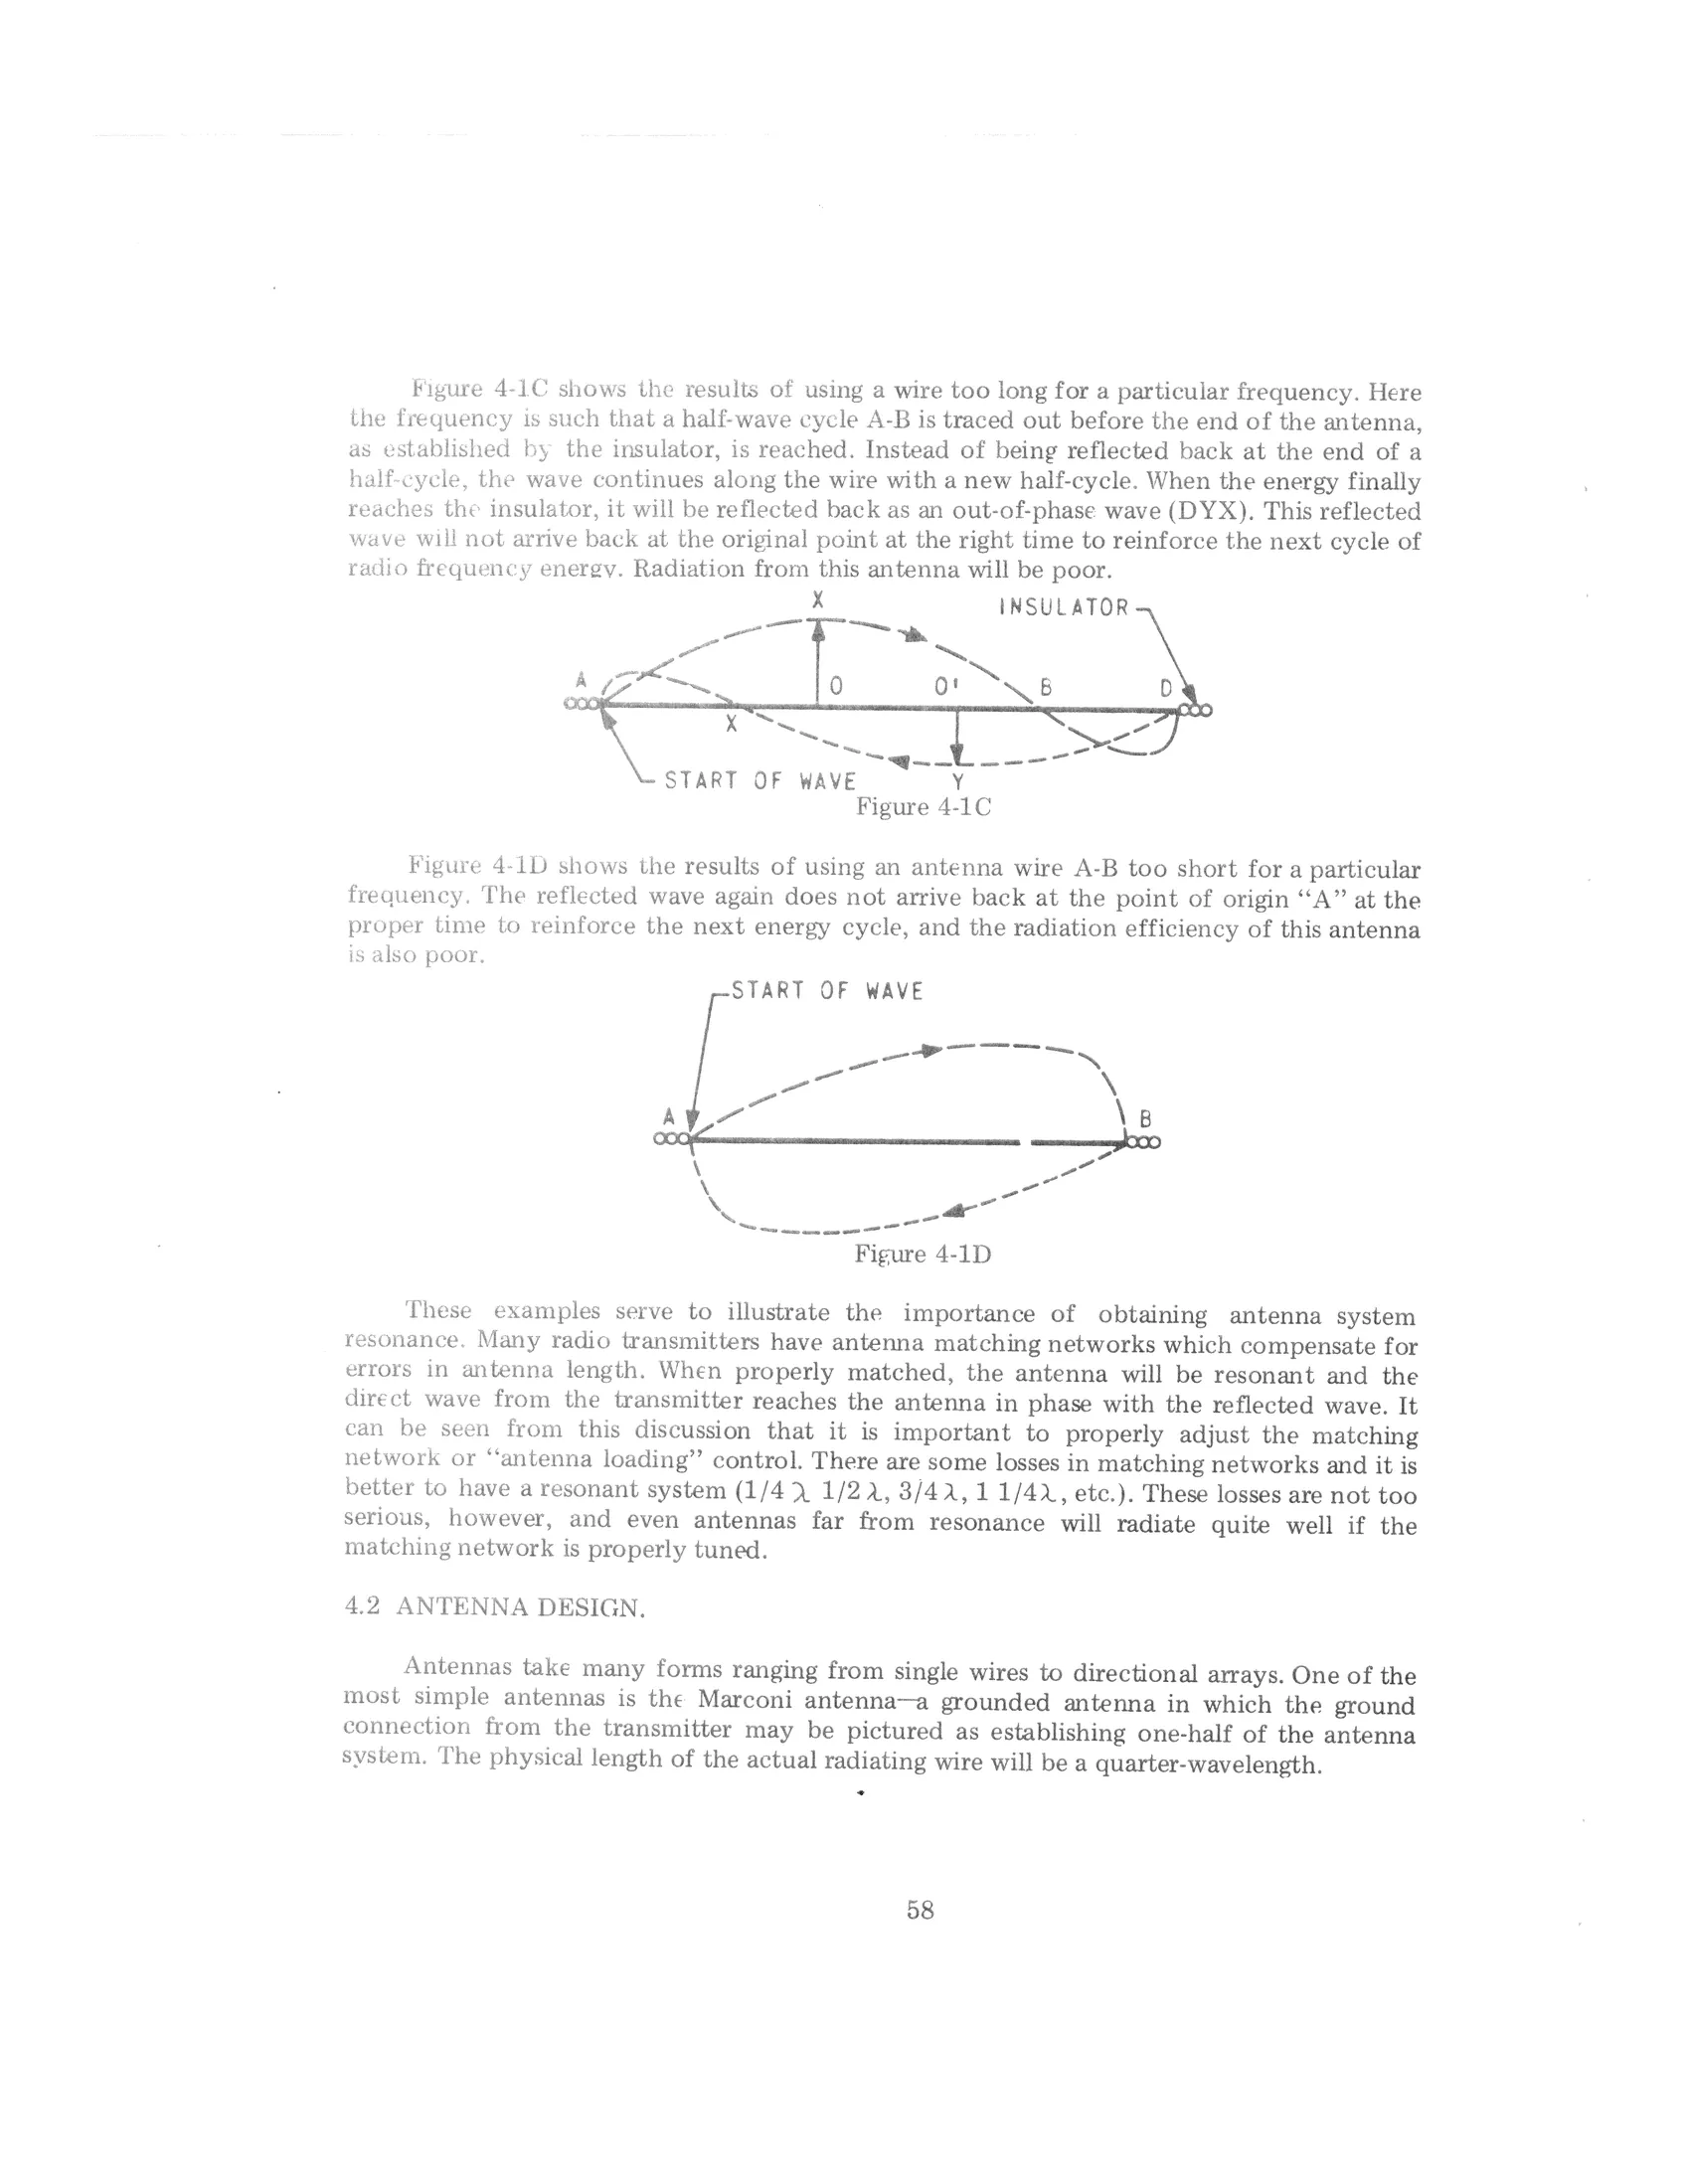 Figure 4-1C shows the results of using a wire too long for a particular frequency. Here
the frequency is such that a half-wave cycle A-B is traced out before the end of the antenna,
as established by the insulator, is reached. Instead of being reflected back at the end of a
half-cycle, the wave continues along the wire with a new half-cycle. When the energy finally
reaches the insulator, it will be reflected back as an out-of-phase wave (DYX). This reflected
wave will not arrive back at the original point at the right time to reinforce the next cycle of
radio frequency energy. Radiation from this antenna will be poor.
X
INSULATOR
A
O
O'
B
D
X
START OF WAVE
Y
Figure 4-1C
Figure 4-1D shows the results of using an antenna wire A-B too short for a particular
frequency. The reflected wave again does not arrive back at the point of origin “A” at the
proper time to reinforce the next energy cycle, and the radiation efficiency of this antenna
is also poor.
START OF WAVE
A
B
Figure 4-1D
These examples serve to illustrate the importance of obtaining antenna system
resonance. Many radio transmitters have antenna matching networks which compensate for
errors in antenna length. When properly matched, the antenna will be resonant and the
direct wave from the transmitter reaches the antenna in phase with the reflected wave. It
can be seen from this discussion that it is important to properly adjust the matching
network or “antenna loading” control. There are some losses in matching networks and it is
better to have a resonant system (1/4 λ 1/2 λ, 3/4 λ, 1 1/4λ, etc.). These losses are not too
serious, however, and even antennas far from resonance will radiate quite well if the
matching network is properly tuned.
4.2 ANTENNA DESIGN.
Antennas take many forms ranging from single wires to directional arrays. One of the
most simple antennas is the Marconi antenna—a grounded antenna in which the ground
connection from the transmitter may be pictured as establishing one-half of the antenna
system. The physical length of the actual radiating wire will be a quarter-wavelength.
58